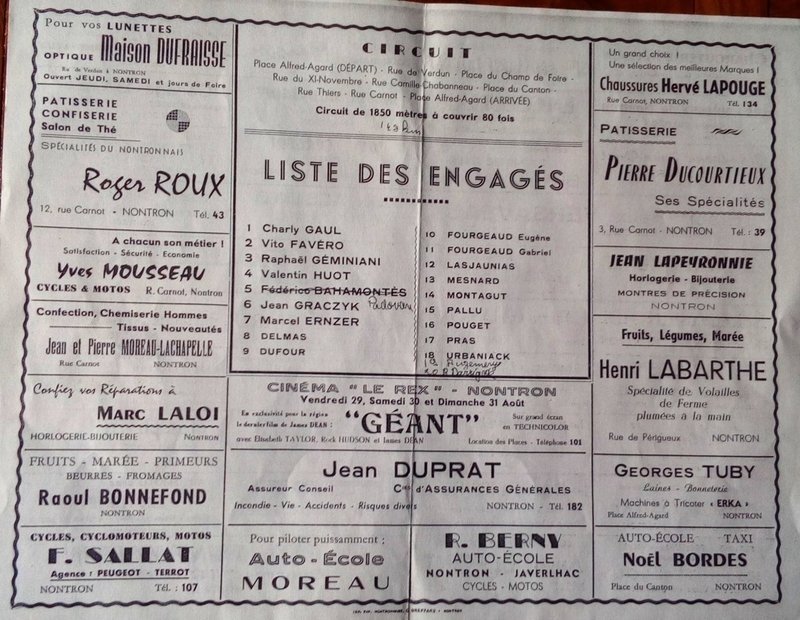 Pour vos LUNETTES
OPTIQUE Maison DUFRAISSE
Rue de Verdun à NONTRON
Ouvert JEUDI, SAMEDI et jours de Foire
PATISSERIE
CONFISERIE
Salon de Thé
SPÉCIALITÉS DU NONTRONNAIS
Roger ROUX
12, rue Carnot - NONTRON Tél. 43
A chacun son métier !
Satisfaction - Sécurité - Economie
Yves MOUSSEAU
CYCLES & MOTOS R. Carnot, Nontron
Confection, Chemiserie Hommes
Tissus - Nouveautés
Jean et Pierre MOREAU-LACHAPELLE
Rue Carnot NONTRON
Confiez vos Réparations à
MARC LALOI
HORLOGERIE-BIJOUTERIE NONTRON
FRUITS - MARÉE - PRIMEURS
BEURRES - FROMAGES
Raoul BONNEFOND
NONTRON
CYCLES, CYCLOMOTEURS, MOTOS
F. SALLAT
Agence : PEUGEOT - TERROT
NONTRON Tél. : 107
CIRCUIT
Place Alfred-Agard (DÉPART) - Rue de Verdun - Place du Champ de Foire -
Rue du XI-Novembre - Rue Camille-Chabanneau - Place du Canton -
Rue Thiers - Rue Carnot - Place Alfred-Agard (ARRIVÉE)
Circuit de 1850 mètres à couvrir 80 fois
148 km
LISTE DES ENGAGÉS
1 Charly GAUL
2 Vito FAVÉRO
3 Raphaël GÉMINIANI
4 Valentin HUOT
5 Fédérico BAHAMONTÈS
Padovan
6 Jean GRACZYK
7 Marcel ERNZER
8 DELMAS
9 DUFOUR
10 FOURGEAUD Eugène
11 FOURGEAUD Gabriel
12 LASJAUNIAS
13 MESNARD
14 MONTAGUT
15 PALLU
16 POUGET
17 PRAS
18 URBANIACK
CINÉMA "LE REX" - NONTRON
Vendredi 29, Samedi 30 et Dimanche 31 Août
En exclusivité pour la région
le dernier film de James DEAN :
"GÉANT"
Sur grand écran
en TECHNICOLOR
avec Elisabeth TAYLOR, Rock HUDSON et James DEAN Location des Places - Téléphone 101
Jean DUPRAT
Assureur Conseil Cies d'ASSURANCES GÉNÉRALES
Incendie - Vie - Accidents - Risques divers NONTRON - Tél. 182
Pour piloter puissamment :
Auto-École
MOREAU
R. BERNY
AUTO-ÉCOLE
NONTRON - JAVERLHAC
CYCLES - MOTOS
Un grand choix !
Une sélection des meilleures Marques !
Chaussures Hervé LAPOUGE
Rue Carnot, NONTRON Tél. 134
PATISSERIE
PIERRE DUCOURTIEUX
Ses Spécialités
3, Rue Carnot - NONTRON Tél. : 39
JEAN LAPEYRONNIE
Horlogerie - Bijouterie
MONTRES DE PRÉCISION
NONTRON
Fruits, Légumes, Marée
Henri LABARTHE
Spécialité de Volailles
de Ferme
plumées à la main
Rue de Périgueux NONTRON
GEORGES TUBY
Laines - Bonneterie
Machines à Tricoter « ERKA »
Place Alfred-Agard NONTRON
AUTO-ÉCOLE TAXI
Noël BORDES
Place du Canton NONTRON